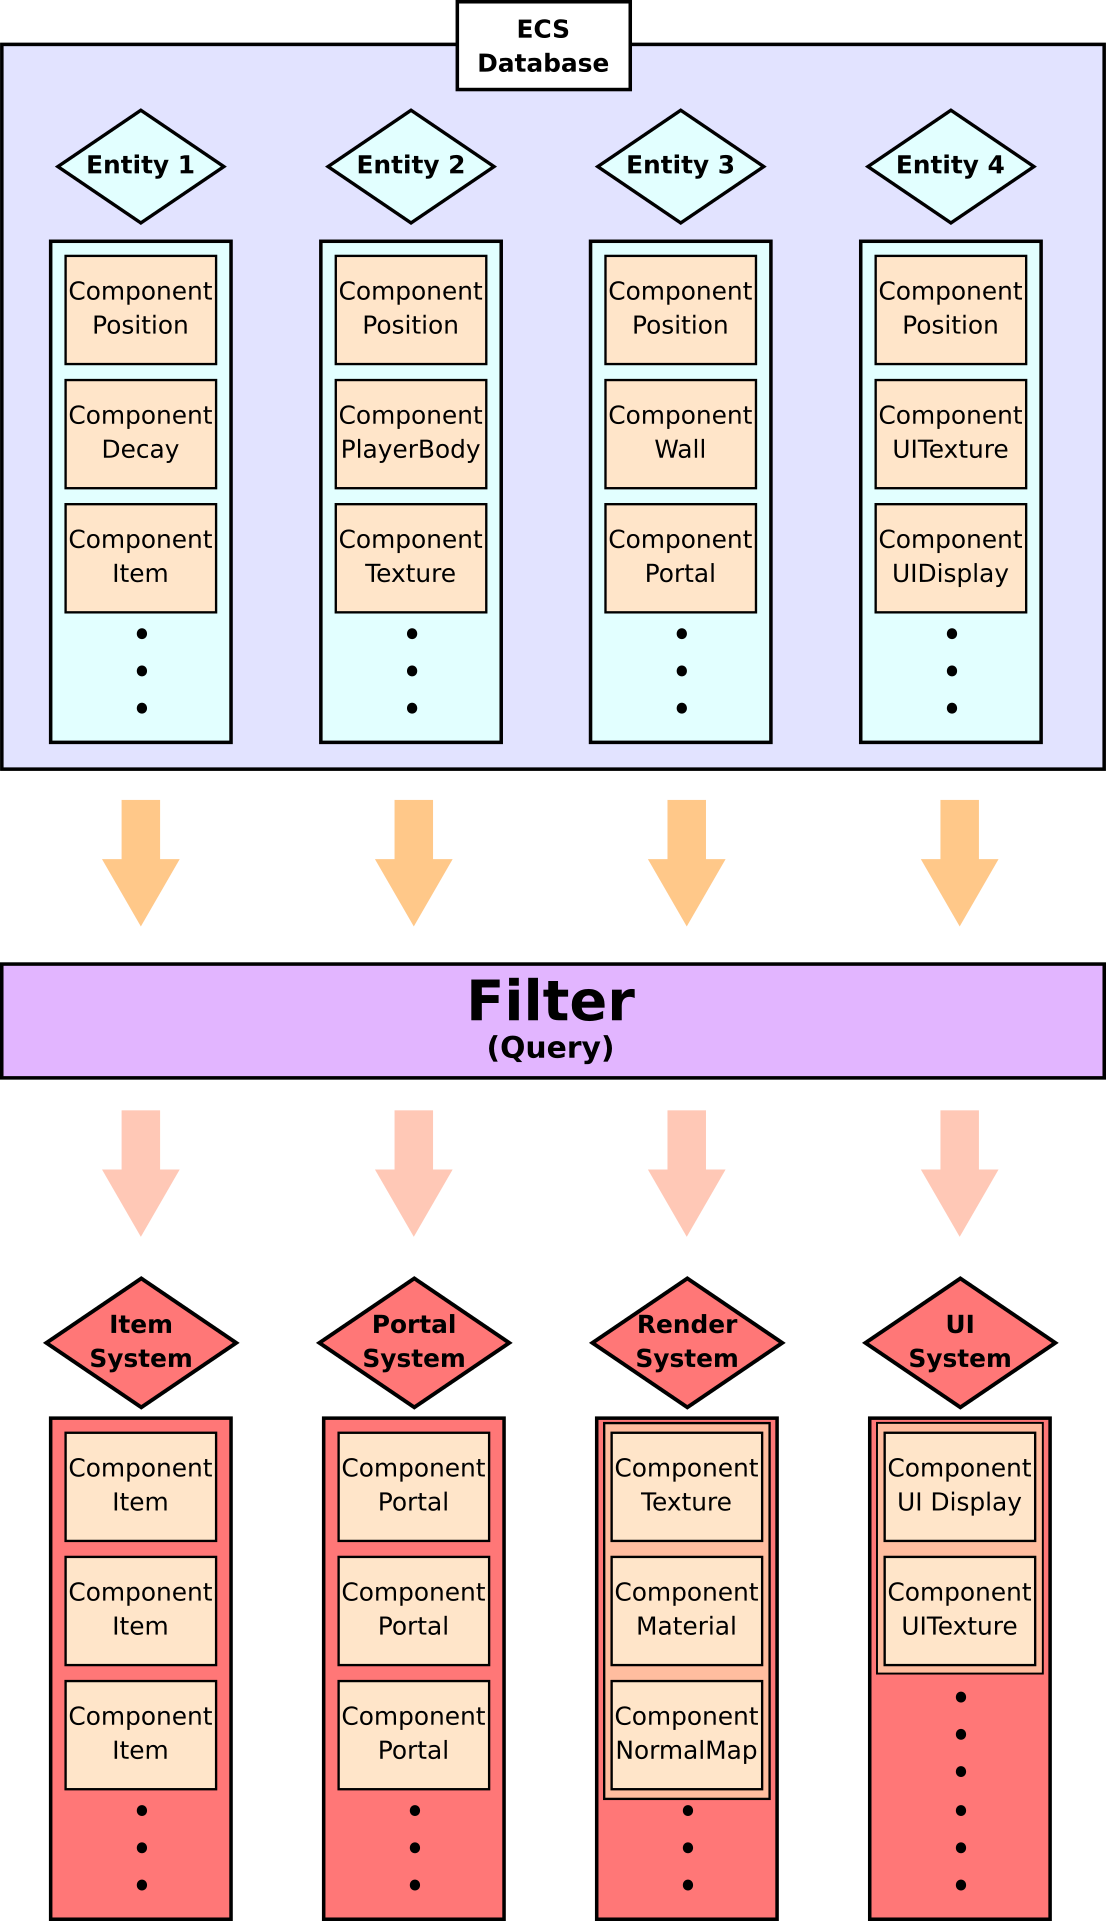 ECS
Database
Entity 1
Entity 2
Entity 3
Entity 4
Component
Position
Component
Decay
Component
Item
Component
Position
Component
PlayerBody
Component
Texture
Component
Position
Component
Wall
Component
Portal
Component
Position
Component
UITexture
Component
UIDisplay
Filter
(Query)
Item
System
Portal
System
Render
System
UI
System
Component
Item
Component
Item
Component
Item
Component
Portal
Component
Portal
Component
Portal
Component
Texture
Component
Material
Component
NormalMap
Component
UI Display
Component
UITexture